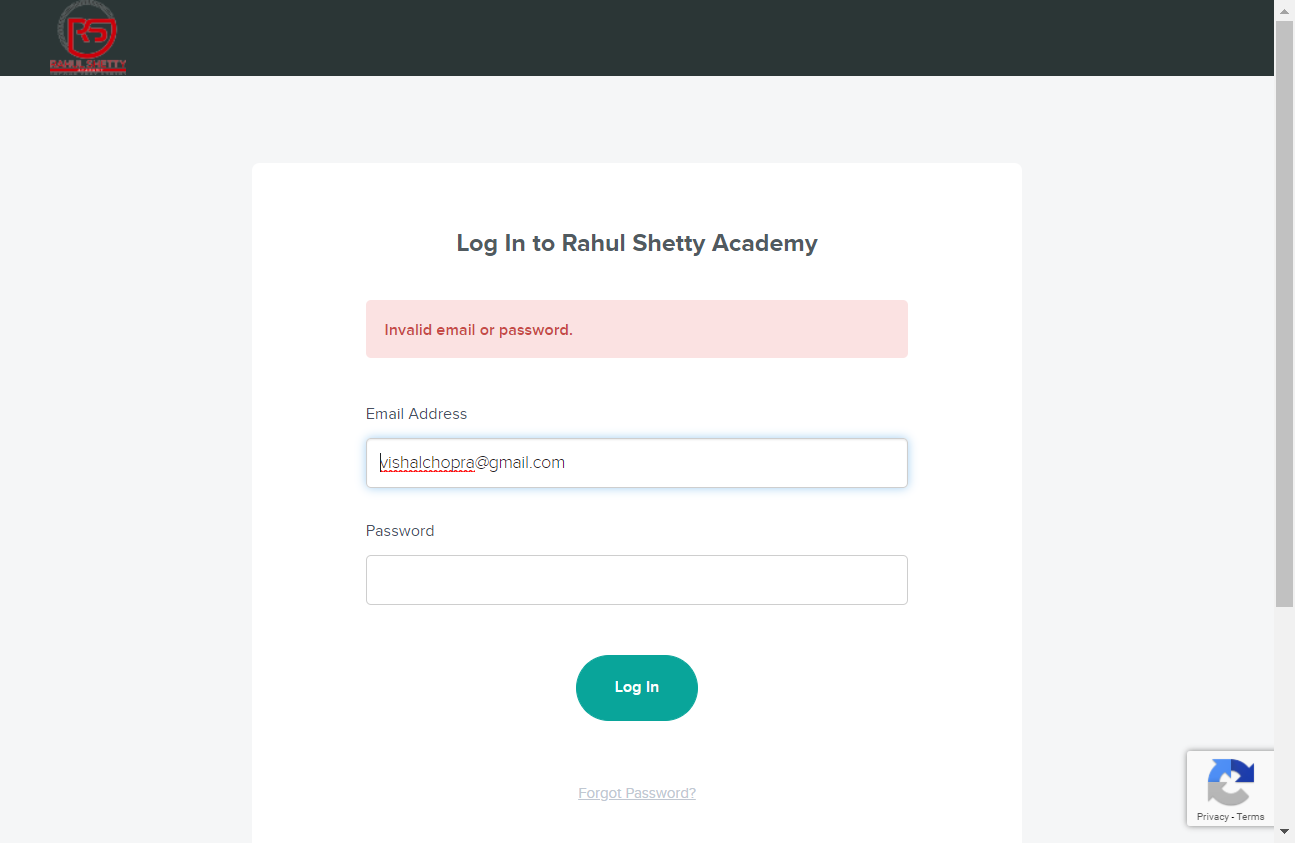 RAHUL SHETTY
ACADEMY
Log In to Rahul Shetty Academy
Invalid email or password.
Email Address
vishalchopra@gmail.com
Password
Log In
Forgot Password?
Privacy - Terms